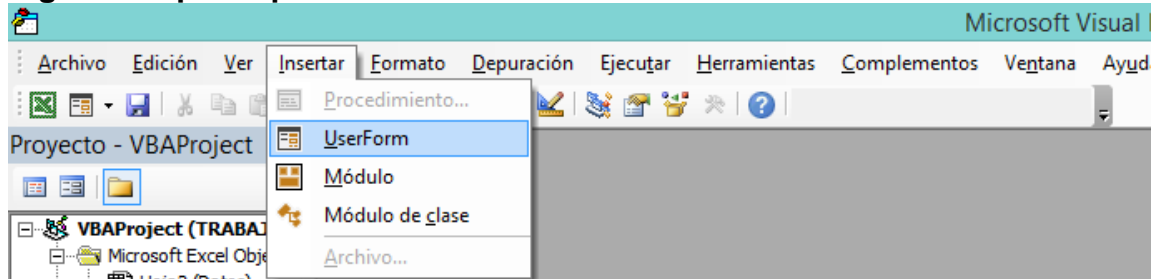 Microsoft Visual
Archivo Edición Ver Insertar Formato Depuración Ejecutar Herramientas Complementos Ventana
Procedimiento...
Proyecto - VBAProject
UserForm
Módulo
Módulo de clase
VBAProject
Microsoft Excel
Archivo...